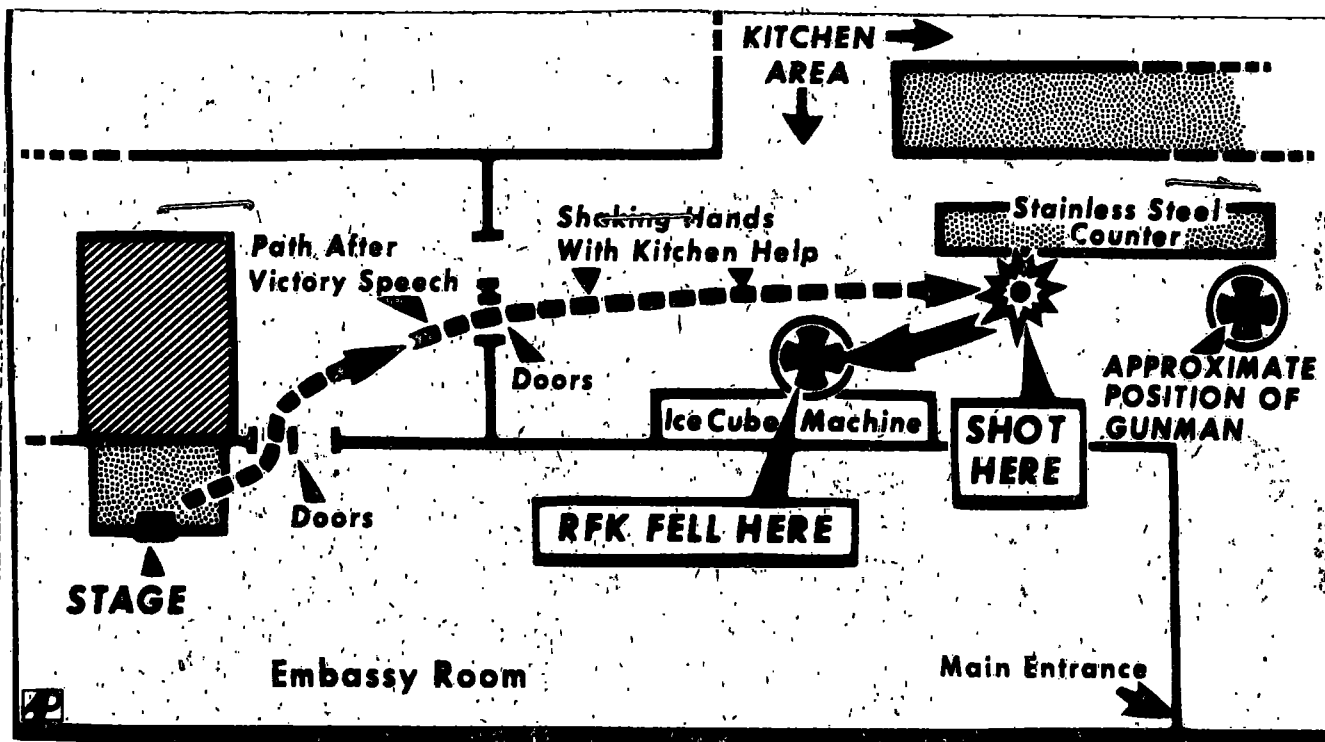 KITCHEN
AREA
Stainless Steel
Counter
Shaking Hands
With Kitchen Help
Path After
Victory Speech
Doors
APPROXIMATE
POSITION OF
GUNMAN
Ice Cube Machine
SHOT
HERE
Doors
RFK FELL HERE
STAGE
Embassy Room
Main Entrance
AP